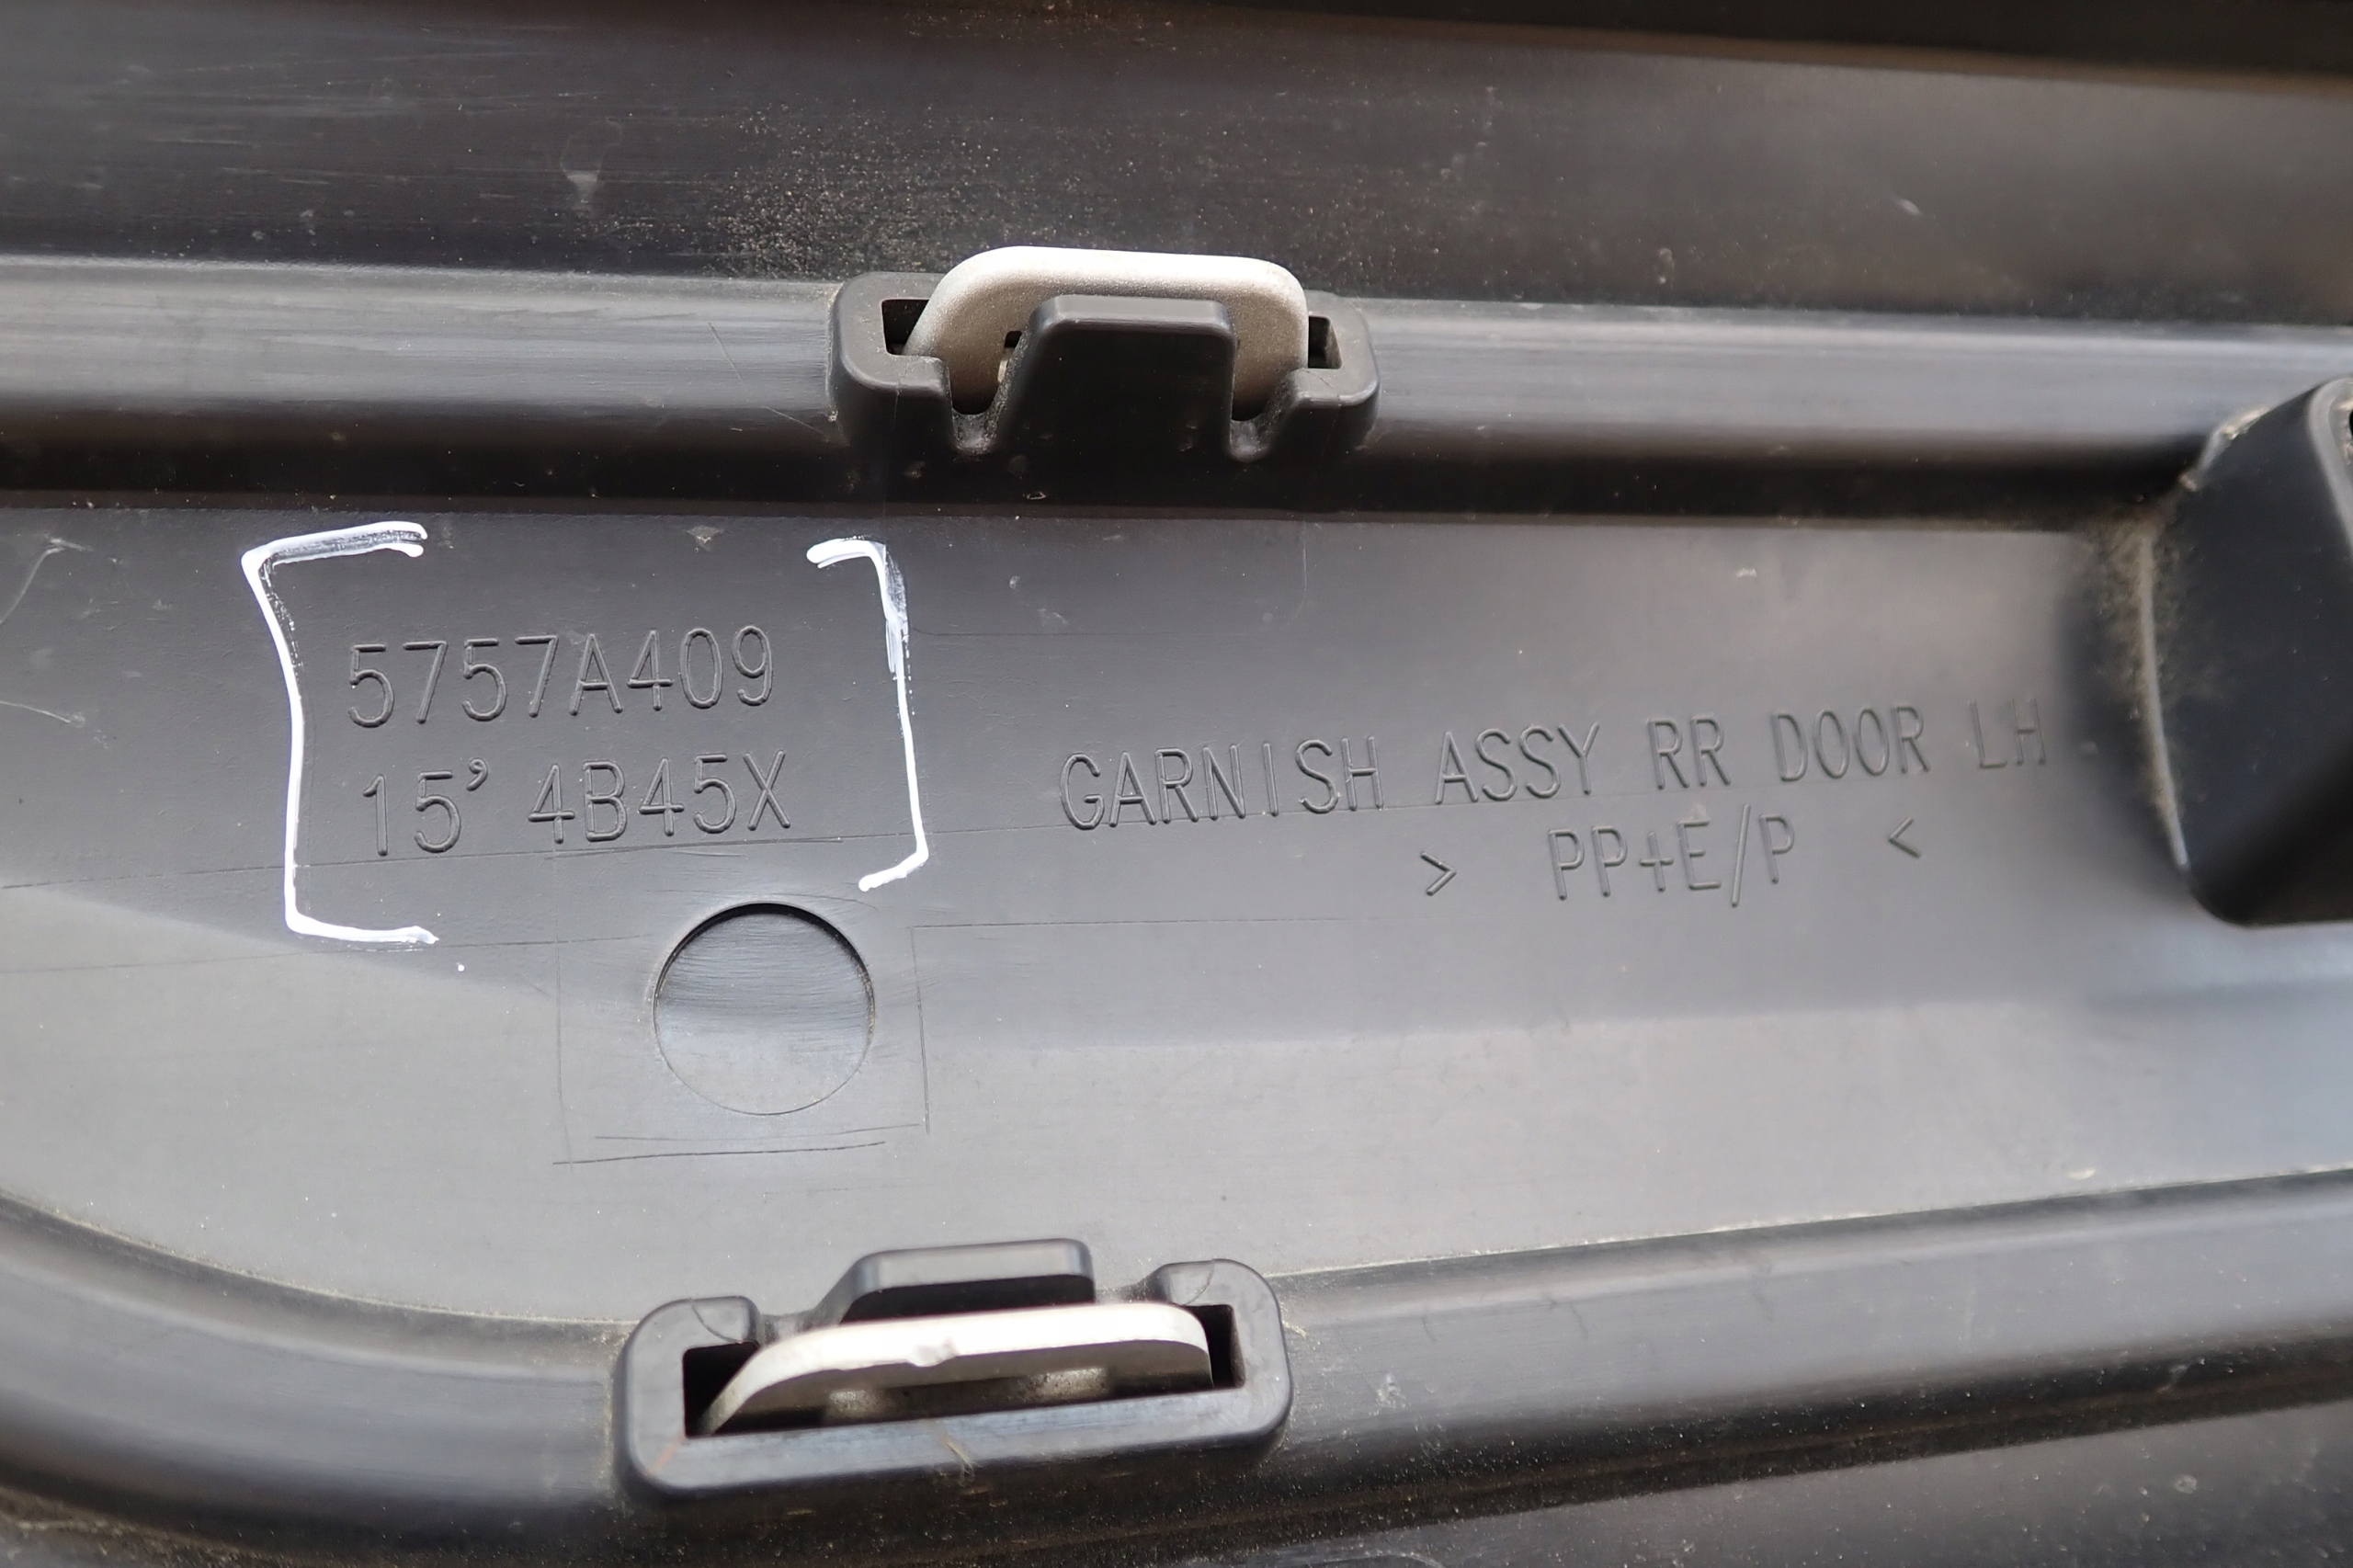 5757A409
15’ 4B45X
GARNISH ASSY RR DOOR LH
> PP+E/P <